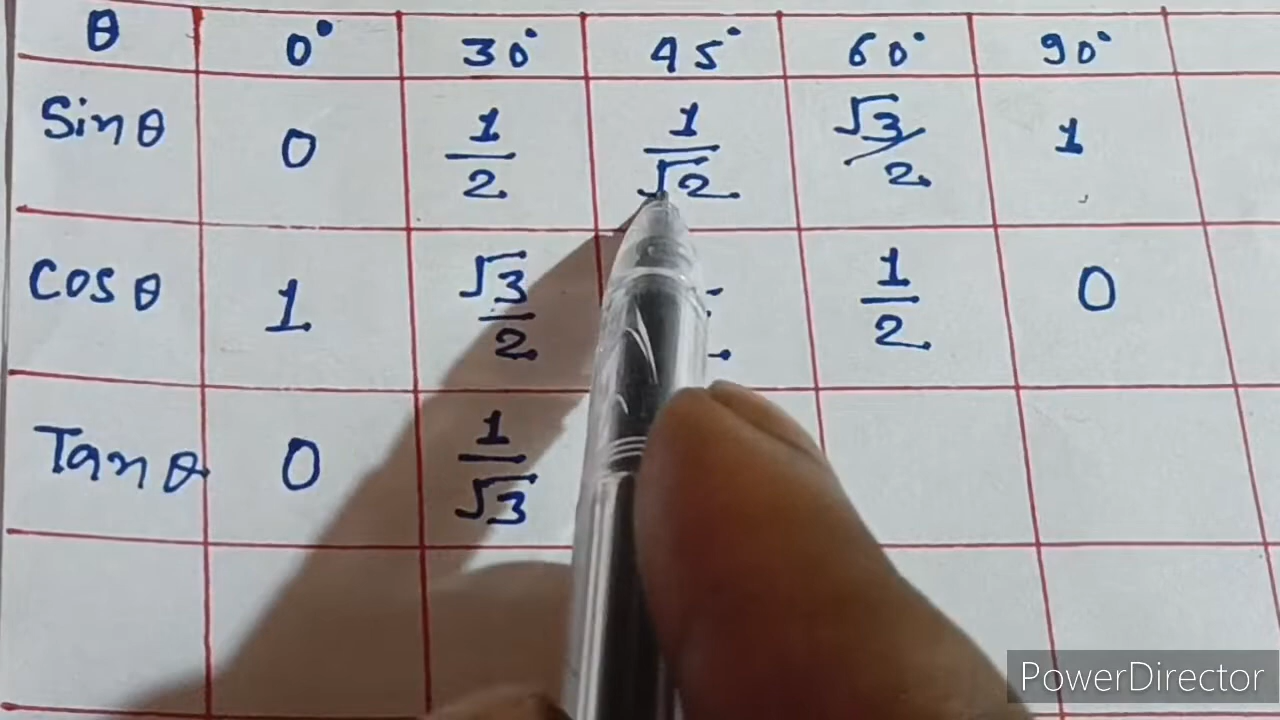 θ 0° 30° 45° 60° 90°
Sinθ 0 1/2 1/√2 √3/2 1
Cosθ 1 √3/2 1/2 0
Tanθ 0 1/√3
PowerDirector